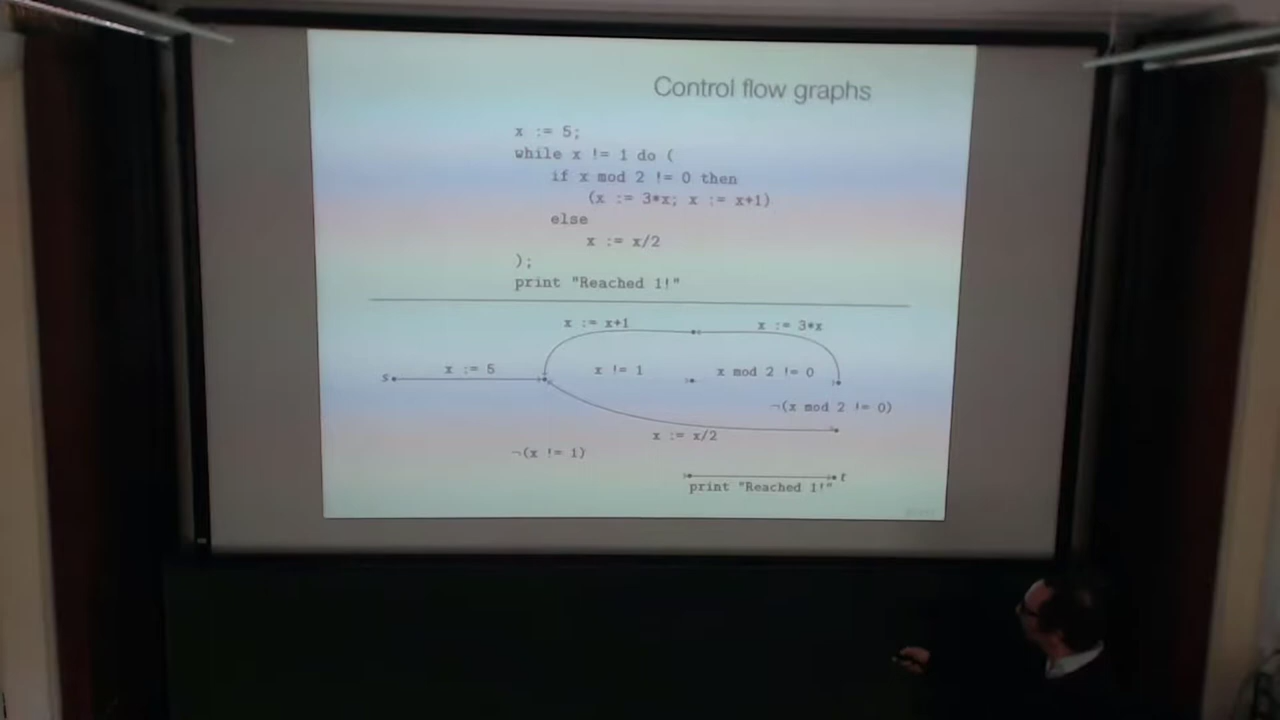 Control flow graphs
x := 5;
while x != 1 do (
if x mod 2 != 0 then
(x := 3*x; x := x+1)
else
x := x/2
);
print "Reached 1!"
x := x+1
x := 3*x
s
x := 5
x != 1
x mod 2 != 0
¬(x mod 2 != 0)
x := x/2
¬(x != 1)
t
print "Reached 1!"